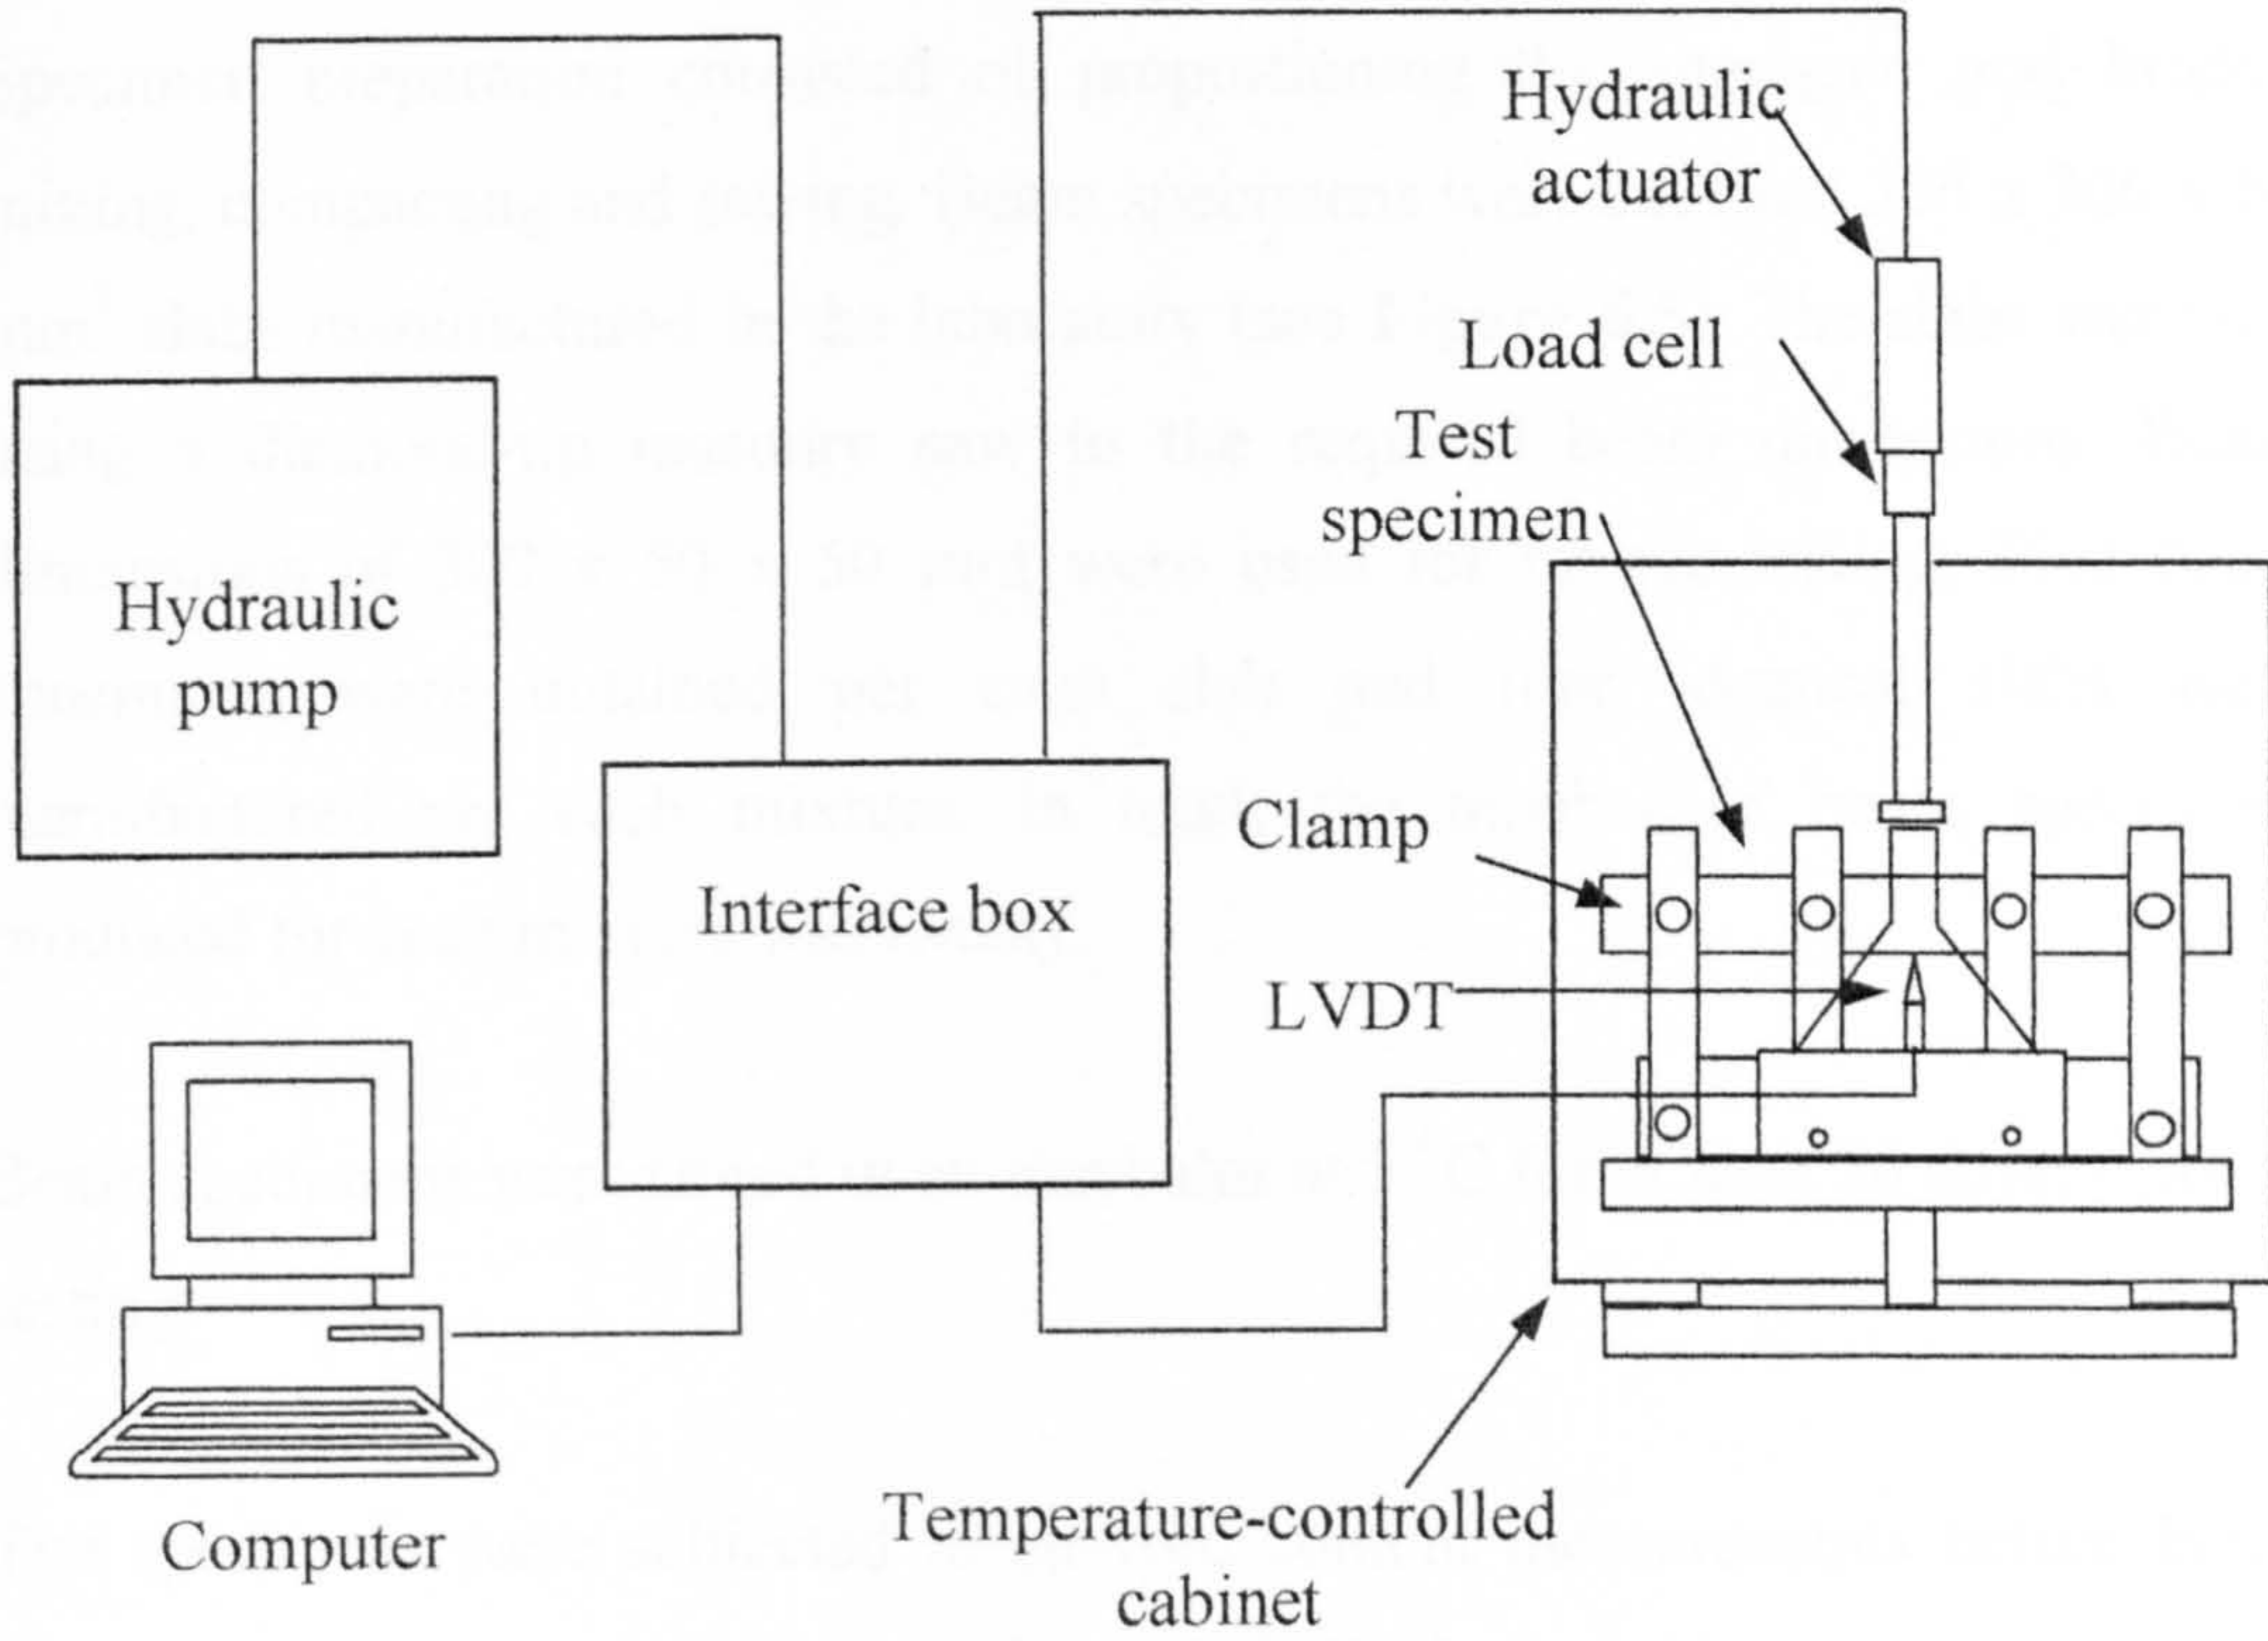 Hydraulic
actuator
Load cell
Test
specimen
Hydraulic
pump
Clamp
Interface box
LVDT
Computer
Temperature-controlled
cabinet